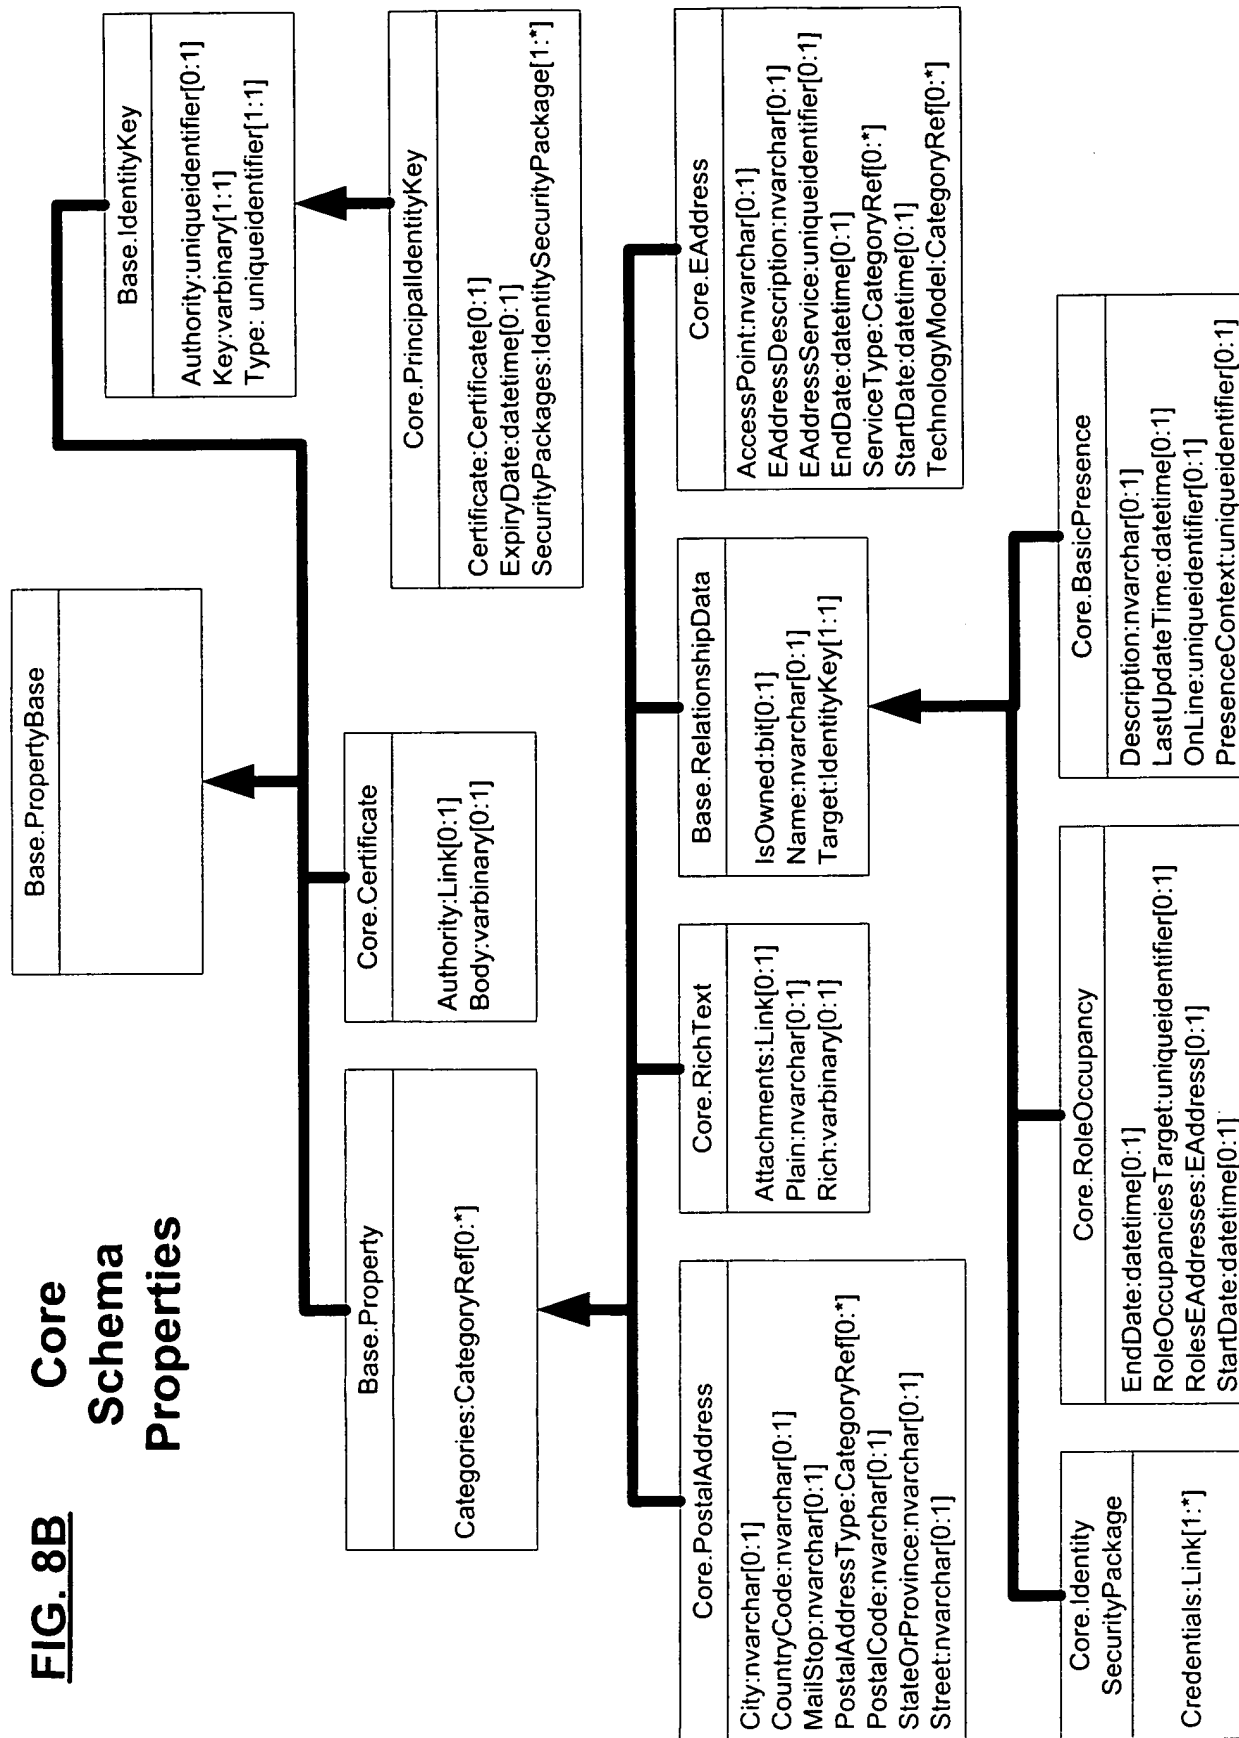 FIG. 8B
Core
Schema
Properties
Base.PropertyBase
Base.Property
Categories:CategoryRef[0:*]
Core.Certificate
Authority:Link[0:1]
Body:varbinary[0:1]
Base.IdentityKey
Authority:uniqueidentifier[0:1]
Key:varbinary[1:1]
Type: uniqueidentifier[1:1]
Core.PrincipalIdentityKey
Certificate:Certificate[0:1]
ExpiryDate:datetime[0:1]
SecurityPackages:IdentitySecurityPackage[1:*]
Core.PostalAddress
City:nvarchar[0:1]
CountryCode:nvarchar[0:1]
MailStop:nvarchar[0:1]
PostalAddressType:CategoryRef[0:*]
PostalCode:nvarchar[0:1]
StateOrProvince:nvarchar[0:1]
Street:nvarchar[0:1]
Core.RichText
Attachments:Link[0:1]
Plain:nvarchar[0:1]
Rich:varbinary[0:1]
Base.RelationshipData
IsOwned:bit[0:1]
Name:nvarchar[0:1]
Target:IdentityKey[1:1]
Core.EAddress
AccessPoint:nvarchar[0:1]
EAddressDescription:nvarchar[0:1]
EAddressService:uniqueidentifier[0:1]
EndDate:datetime[0:1]
ServiceType:CategoryRef[0:*]
StartDate:datetime[0:1]
TechnologyModel:CategoryRef[0:*]
Core.Identity
SecurityPackage
Credentials:Link[1:*]
Core.RoleOccupancy
EndDate:datetime[0:1]
RoleOccupanciesTarget:uniqueidentifier[0:1]
RolesEAddresses:EAddress[0:1]
StartDate:datetime[0:1]
Core.BasicPresence
Description:nvarchar[0:1]
LastUpdateTime:datetime[0:1]
OnLine:uniqueidentifier[0:1]
PresenceContext:uniqueidentifier[0:1]